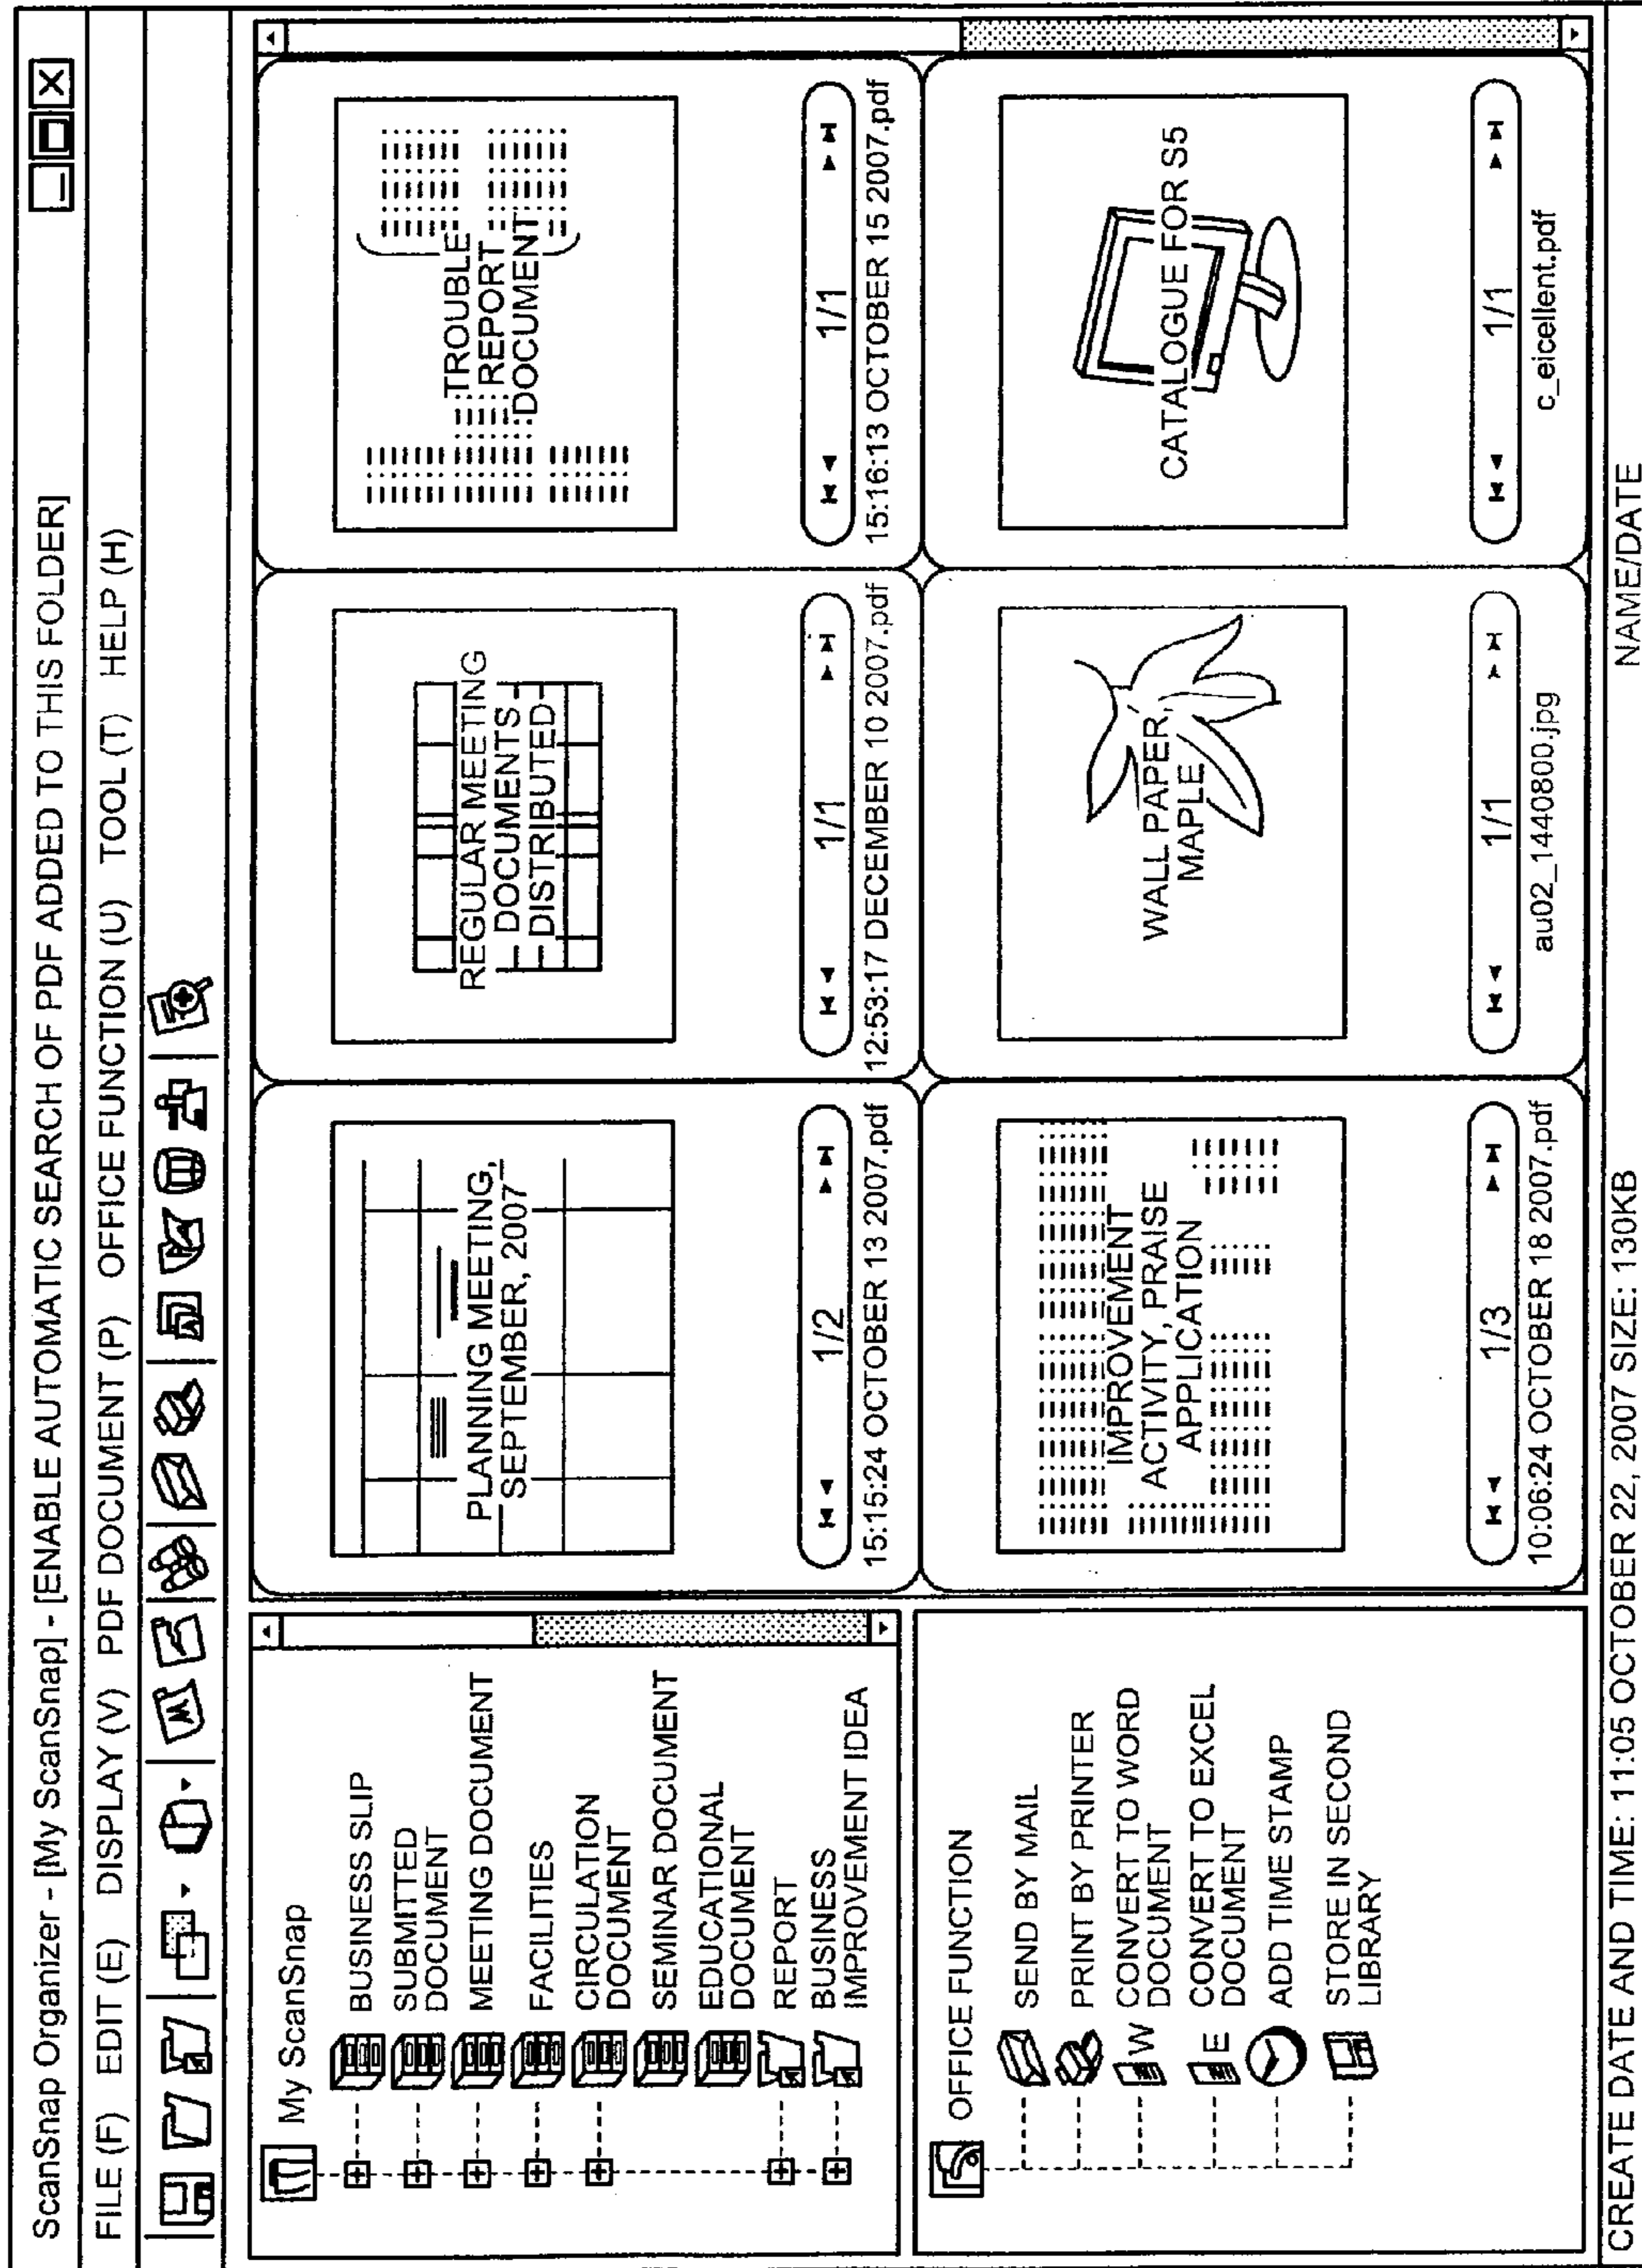 ScanSnap Organizer - [My ScanSnap] - [ENABLE AUTOMATIC SEARCH OF PDF ADDED TO THIS FOLDER]
FILE (F) EDIT (E) DISPLAY (V) PDF DOCUMENT (P) OFFICE FUNCTION (U) TOOL (T) HELP (H)
My ScanSnap
BUSINESS SLIP
SUBMITTED
DOCUMENT
MEETING DOCUMENT
FACILITIES
CIRCULATION
DOCUMENT
SEMINAR DOCUMENT
EDUCATIONAL
DOCUMENT
REPORT
BUSINESS
IMPROVEMENT IDEA
OFFICE FUNCTION
SEND BY MAIL
PRINT BY PRINTER
W CONVERT TO WORD
DOCUMENT
E CONVERT TO EXCEL
DOCUMENT
ADD TIME STAMP
STORE IN SECOND
LIBRARY
PLANNING MEETING,
SEPTEMBER, 2007
1/2
15:15:24 OCTOBER 13 2007.pdf
REGULAR MEETING
DOCUMENTS
DISTRIBUTED
1/1
12:53:17 DECEMBER 10 2007.pdf
TROUBLE
REPORT
DOCUMENT
1/1
15:16:13 OCTOBER 15 2007.pdf
IMPROVEMENT
ACTIVITY, PRAISE
APPLICATION
1/3
10:06:24 OCTOBER 18 2007.pdf
WALL PAPER,
MAPLE
1/1
au02_1440800.jpg
CATALOGUE FOR S5
1/1
c_eicellent.pdf
CREATE DATE AND TIME: 11:05 OCTOBER 22, 2007 SIZE: 130KB
NAME/DATE